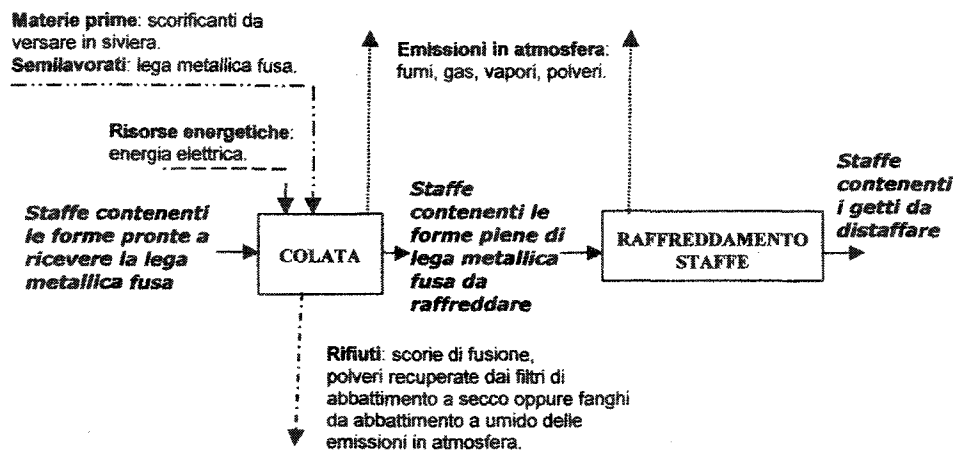 Materie prime: scorificanti da
versare in siviera.
Semilavorati: lega metallica fusa.
Emissioni in atmosfera:
fumi, gas, vapori, polveri.
Risorse energetiche:
energia elettrica.
Staffe contenenti
le forme pronte a
ricevere la lega
metallica fusa
COLATA
Staffe
contenenti le
forme piene di
lega metallica
fusa da
raffreddare
RAFFREDDAMENTO
STAFFE
Staffe
contenenti
i getti da
distaffare
Rifiuti: scorie di fusione,
polveri recuperate dai filtri di
abbattimento a secco oppure fanghi
da abbattimento a umido delle
emissioni in atmosfera.